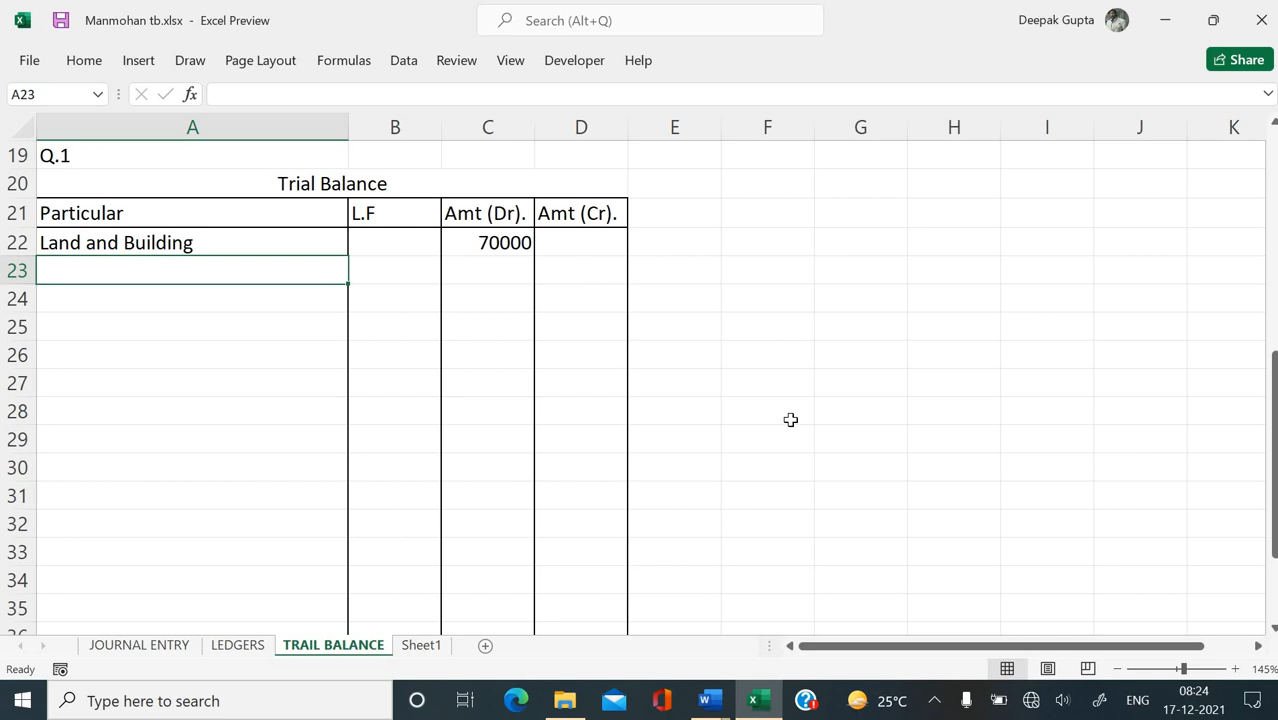 Manmohan tb.xlsx - Excel Preview
Search (Alt+Q)
Deepak Gupta
File Home Insert Draw Page Layout Formulas Data Review View Developer Help
Share
A23
fx
A B C D E F G H I J K
19 Q.1
20 Trial Balance
21 Particular L.F Amt (Dr). Amt (Cr).
22 Land and Building 70000
23
24
25
26
27
28
29
30
31
32
33
34
35
36
JOURNAL ENTRY LEDGERS TRAIL BALANCE Sheet1
Ready
145%
Type here to search
25°C
ENG
08:24
17-12-2021